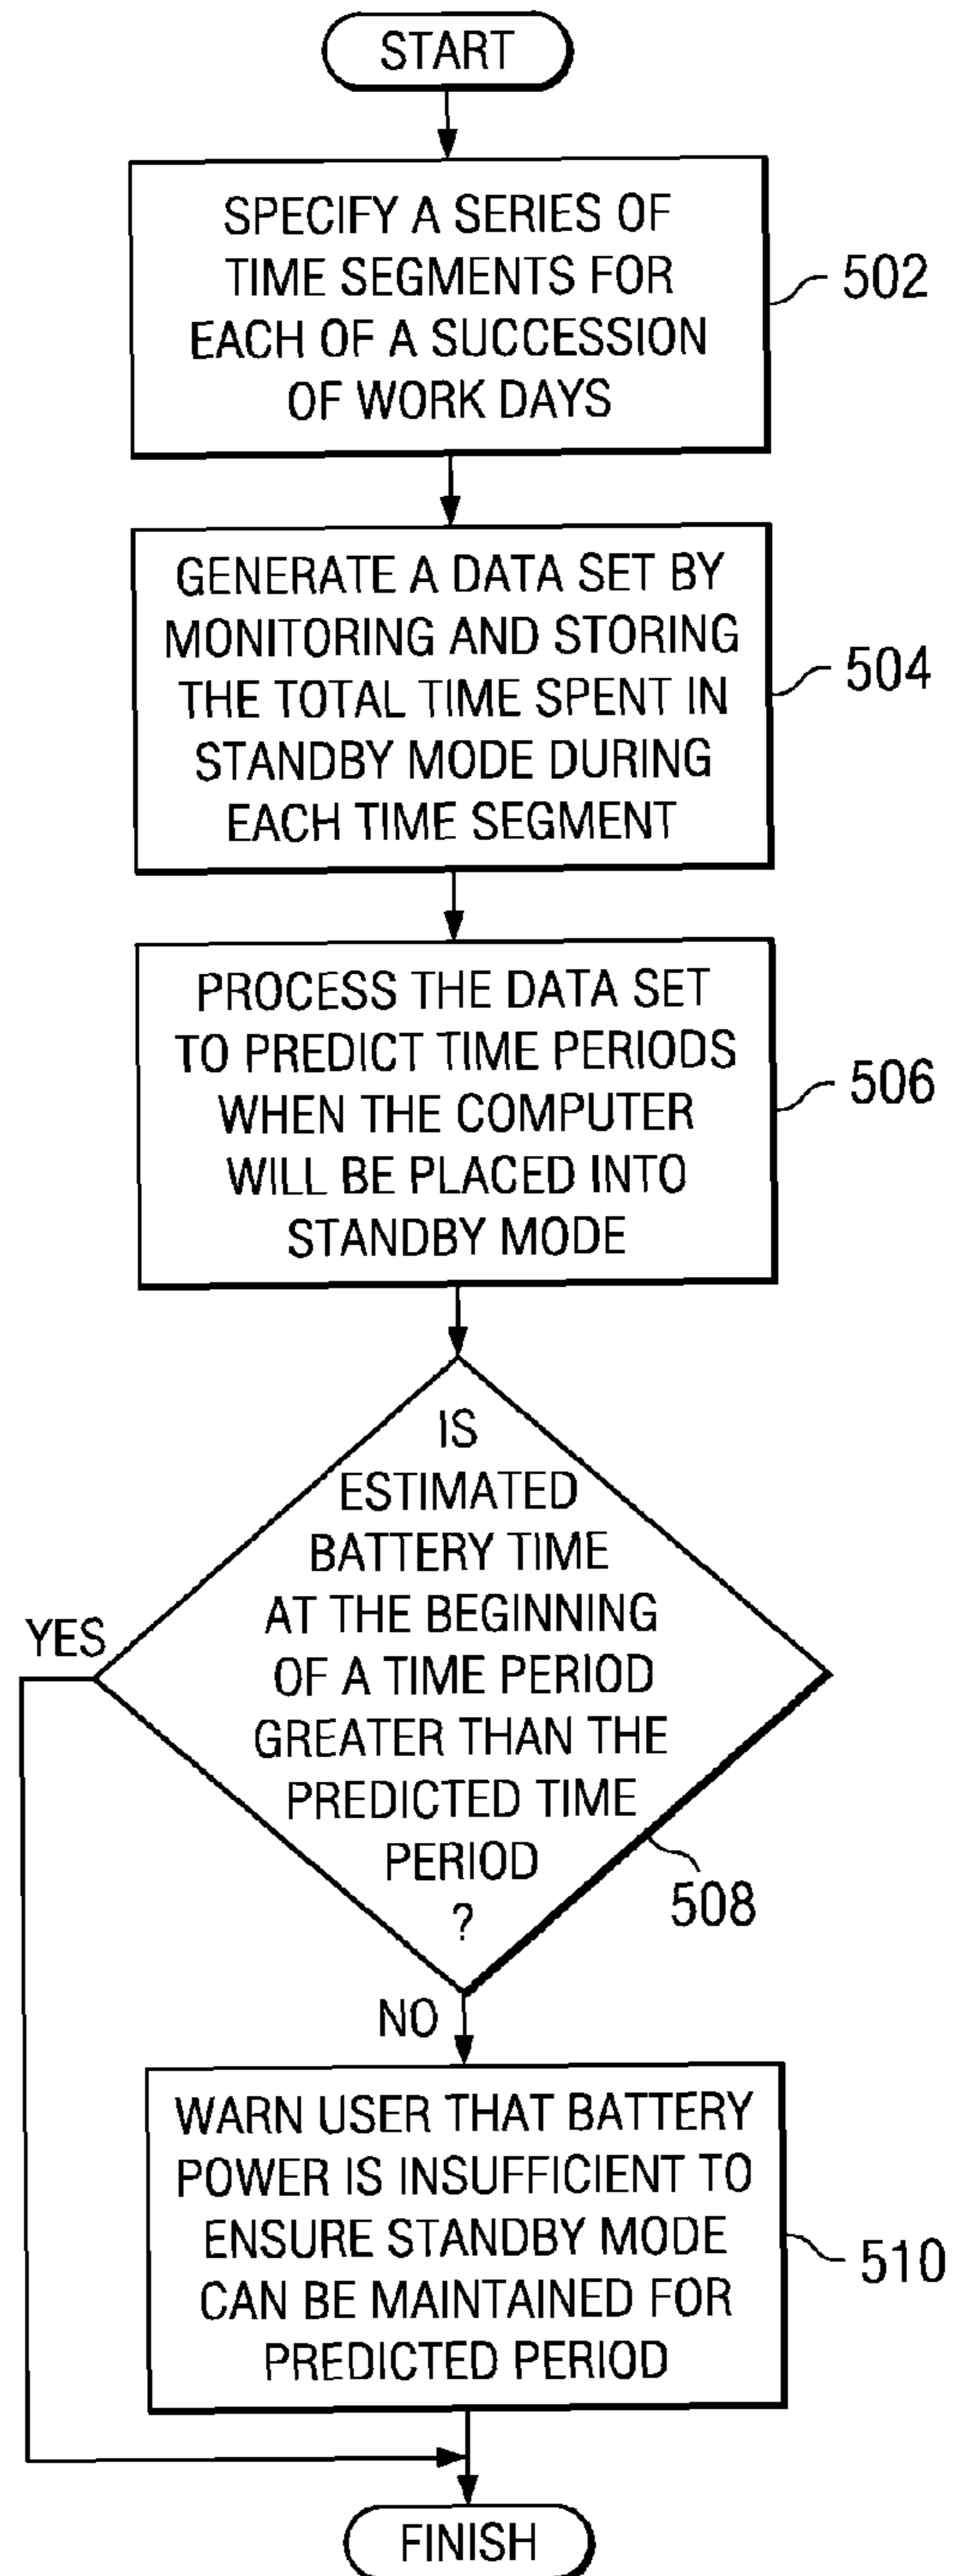 START
SPECIFY A SERIES OF
TIME SEGMENTS FOR
EACH OF A SUCCESSION
OF WORK DAYS
502
GENERATE A DATA SET BY
MONITORING AND STORING
THE TOTAL TIME SPENT IN
STANDBY MODE DURING
EACH TIME SEGMENT
504
PROCESS THE DATA SET
TO PREDICT TIME PERIODS
WHEN THE COMPUTER
WILL BE PLACED INTO
STANDBY MODE
506
IS
ESTIMATED
BATTERY TIME
AT THE BEGINNING
OF A TIME PERIOD
GREATER THAN THE
PREDICTED TIME
PERIOD
?
YES
508
NO
WARN USER THAT BATTERY
POWER IS INSUFFICIENT TO
ENSURE STANDBY MODE
CAN BE MAINTAINED FOR
PREDICTED PERIOD
510
FINISH